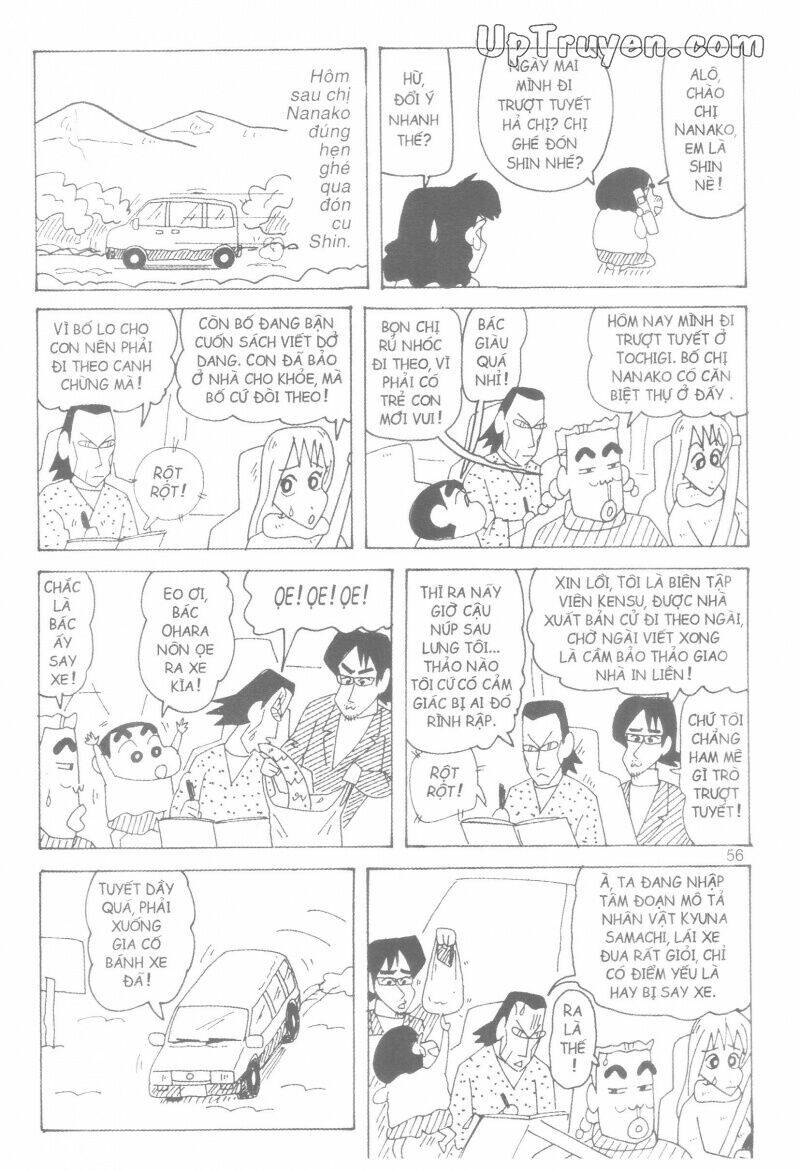 UpTruyen.com
ALÔ,
CHÀO
CHỊ
NANAKO,
EM LÀ
SHIN
NÈ!
NGÀY MAI
MÌNH ĐI
TRƯỢT TUYẾT
HẢ CHỊ? CHỊ
GHÉ ĐÓN
SHIN NHÉ?
HỪ,
ĐỔI Ý
NHANH
THẾ?
Hôm
sau chị
Nanako
đúng
hẹn
ghé
qua
đón
cu
Shin.
HÔM NAY MÌNH ĐI
TRƯỢT TUYẾT Ở
TOCHIGI. BỐ CHỊ
NANAKO CÓ CĂN
BIỆT THỰ Ở ĐẤY.
BÁC
GIÀU
QUÁ
NHỈ!
BỌN CHỊ
RỦ NHÓC
ĐI THEO, VÌ
PHẢI CÓ
TRẺ CON
MỚI VUI!
CÒN BỐ ĐANG BẬN
CUỐN SÁCH VIẾT DỞ
DANG. CON ĐÃ BẢO
Ở NHÀ CHO KHỎE, MÀ
BỐ CỨ ĐÒI THEO!
VÌ BỐ LO CHO
CON NÊN PHẢI
ĐI THEO CANH
CHỪNG MÀ!
RỘT
RỘT!
XIN LỖI, TÔI LÀ BIÊN TẬP
VIÊN KENSU, ĐƯỢC NHÀ
XUẤT BẢN CỬ ĐI THEO NGÀI,
CHỜ NGÀI VIẾT XONG
LÀ CẦM BẢO THẢO GIAO
NHÀ IN LIỀN!
CHỨ TÔI
CHẲNG
HAM MÊ
GÌ TRÒ
TRƯỢT
TUYẾT!
THÌ RA NÃY
GIỜ CẬU
NÚP SAU
LƯNG TÔI...
THẢO NÀO
TÔI CỨ CÓ CẢM
GIÁC BỊ AI ĐÓ
RÌNH RẬP.
RỘT
RỘT!
ỌE! ỌE! ỌE!
EO ƠI,
BÁC
OHARA
NÔN ỌE
RA XE
KÌA!
CHẮC
LÀ
BÁC
ẤY
SAY
XE!
56
À, TA ĐANG NHẬP
TÂM ĐOẠN MÔ TẢ
NHÂN VẬT KYUNA
SAMACHI, LÁI XE
ĐUA RẤT GIỎI, CHỈ
CÓ ĐIỂM YẾU LÀ
HAY BỊ SAY XE.
RA
LÀ
THẾ!
TUYẾT DẦY
QUÁ, PHẢI
XUỐNG
GIA CỐ
BÁNH XE
ĐÃ!